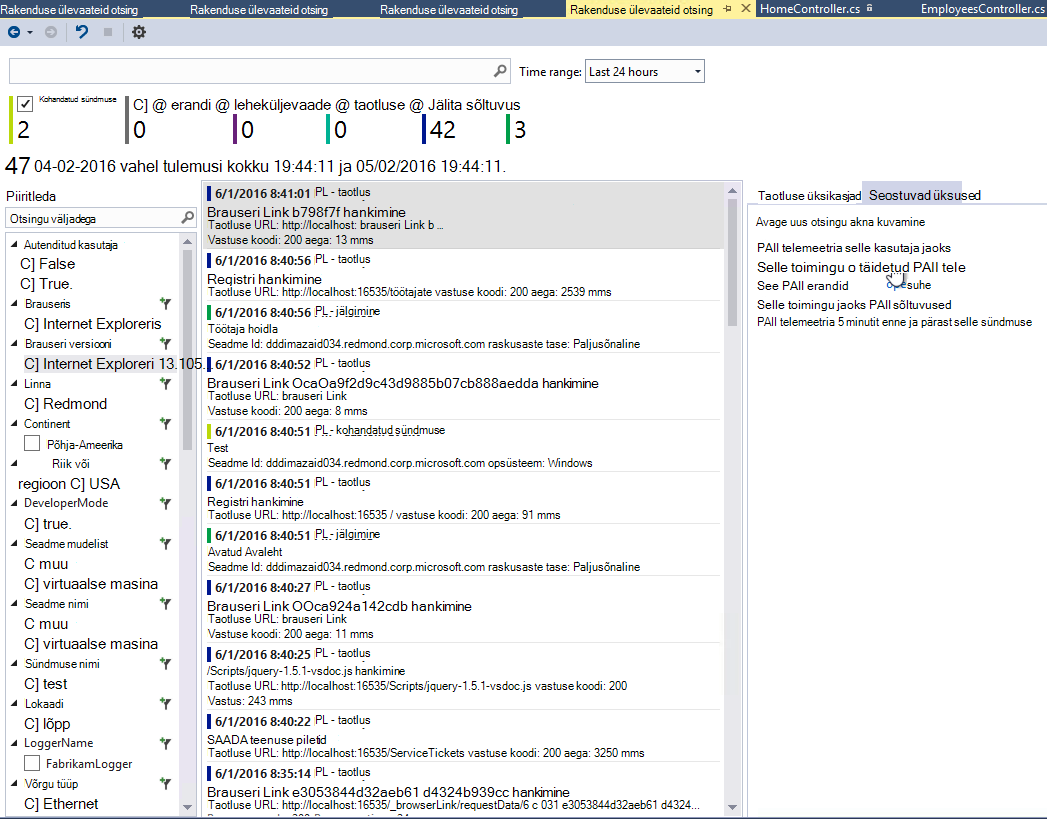 Rakenduse ülevaateid otsing
Rakenduse ülevaateid otsing
Rakenduse ülevaateid otsing
Rakenduse ülevaateid otsing
HomeController.cs
EmployeesController.cs
Time range: Last 24 hours
Kohandatud sündmuse
C] @ erandi @ leheküljevaade @ taotluse @ Jälita sõltuvus
2 0 0 0 42 3
47 04-02-2016 vahel tulemusi kokku 19:44:11 ja 05/02/2016 19:44:11.
Piiritleda
Otsingu väljadega
Autenditud kasutaja
C] False
C] True.
Brauseris
C] Internet Exploreris
Brauseri versiooni
C] Internet Exploreri 13.105.
Linna
C] Redmond
Continent
Põhja-Ameerika
Riik või
regioon C] USA
DeveloperMode
C] true.
Seadme mudelist
C muu
C] virtuaalse masina
Seadme nimi
C muu
C] virtuaalse masina
Sündmuse nimi
C] test
Lokaadi
C] lõpp
LoggerName
FabrikamLogger
Võrgu tüüp
C] Ethernet
6/1/2016 8:41:01 PL - taotlus
Brauseri Link b798f7f hankimine
Taotluse URL: http://localhost: brauseri Link b ...
Vastuse koodi: 200 aega: 13 mms
6/1/2016 8:40:56 PL - taotlus
Registri hankimine
Taotluse URL: http://localhost:16535/töötajate vastuse koodi: 200 aega: 2539 mms
6/1/2016 8:40:56 PL - jälgimine
Töötaja hoidla
Seadme Id: dddimazaid034.redmond.corp.microsoft.com raskusaste tase: Paljusõnaline
6/1/2016 8:40:52 PL - taotlus
Brauseri Link OcaOa9f2d9c43d9885b07cb888aedda hankimine
Taotluse URL: brauseri Link
Vastuse koodi: 200 aega: 8 mms
6/1/2016 8:40:51 PL - kohandatud sündmuse
Test
Seadme Id: dddimazaid034.redmond.corp.microsoft.com opsüsteem: Windows
6/1/2016 8:40:51 PL - taotlus
Registri hankimine
Taotluse URL: http://localhost:16535 / vastuse koodi: 200 aega: 91 mms
6/1/2016 8:40:51 PL - jälgimine
Avatud Avaleht
Seadme Id: dddimazaid034.redmond.corp.microsoft.com raskusaste tase: Paljusõnaline
6/1/2016 8:40:27 PL - taotlus
Brauseri Link OOca924a142cdb hankimine
Taotluse URL: brauseri Link
Vastuse koodi: 200 aega: 11 mms
6/1/2016 8:40:25 PL - taotlus
/Scripts/jquery-1.5.1-vsdoc.js hankimine
Taotluse URL: http://localhost:16535/Scripts/jquery-1.5.1-vsdoc.js vastuse koodi: 200
Vastus: 243 mms
6/1/2016 8:40:22 PL - taotlus
SAADA teenuse piletid
Taotluse URL: http://localhost:16535/ServiceTickets vastuse koodi: 200 aega: 3250 mms
6/1/2016 8:35:14 PL - taotlus
Brauseri Link e3053844d32aeb61 d4324b939cc hankimine
Taotluse URL: http://localhost:16535/_browserLink/requestData/6 c 031 e3053844d32aeb61 d4324...
Taotluse üksikasjad
Seostuvad üksused
Avage uus otsingu akna kuvamine
PAII telemeetria selle kasutaja jaoks
Selle toimingu o täidetud PAII tele
See PAII erandid
Selle toimingu jaoks PAII sõltuvused
PAII telemeetria 5 minutit enne ja pärast selle sündmuse